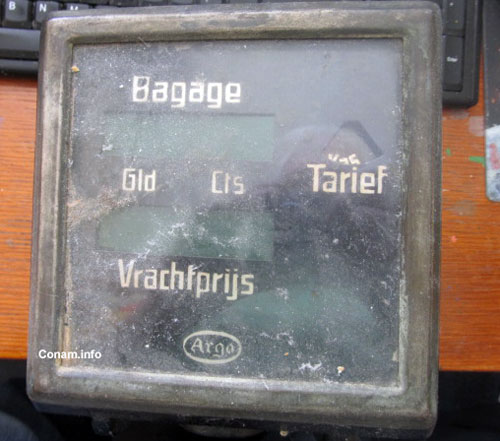 B N
Bagage
Gld Cts Tarief
Vrachtprijs
Argo
Conam.info